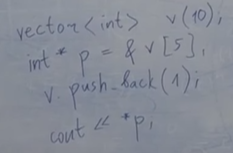 vector<int> v(10);
int * p = & v[5],
v. push_back(1);
cout << *p;